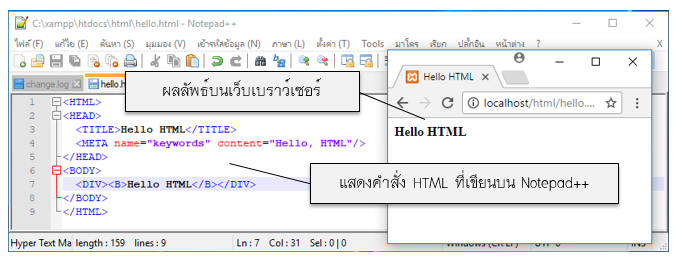 C:\xampp\htdocs\html\hello.html - Notepad++
ไฟล์ (F) แก้ไข (E) ค้นหา (S) มุมมอง (V) เข้ารหัสข้อมูล (N) ภาษา (L) ตั้งค่า (T) Tools มาโคร เรียก ปลั๊กอิน หน้าต่าง ? X
change.log hello.h
ผลลัพธ์บนเว็บเบราว์เซอร์
Hello HTML
localhost/html/hello....
Hello HTML
1 <HTML>
2 <HEAD>
3 <TITLE>Hello HTML</TITLE>
4 <META name="keywords" content="Hello, HTML"/>
5 </HEAD>
6 <BODY>
7 <DIV><B>Hello HTML</B></DIV>
8 </BODY>
9 </HTML>
แสดงคำสั่ง HTML ที่เขียนบน Notepad++
Hyper Text Ma length : 159 lines : 9 Ln : 7 Col : 31 Sel : 0 | 0